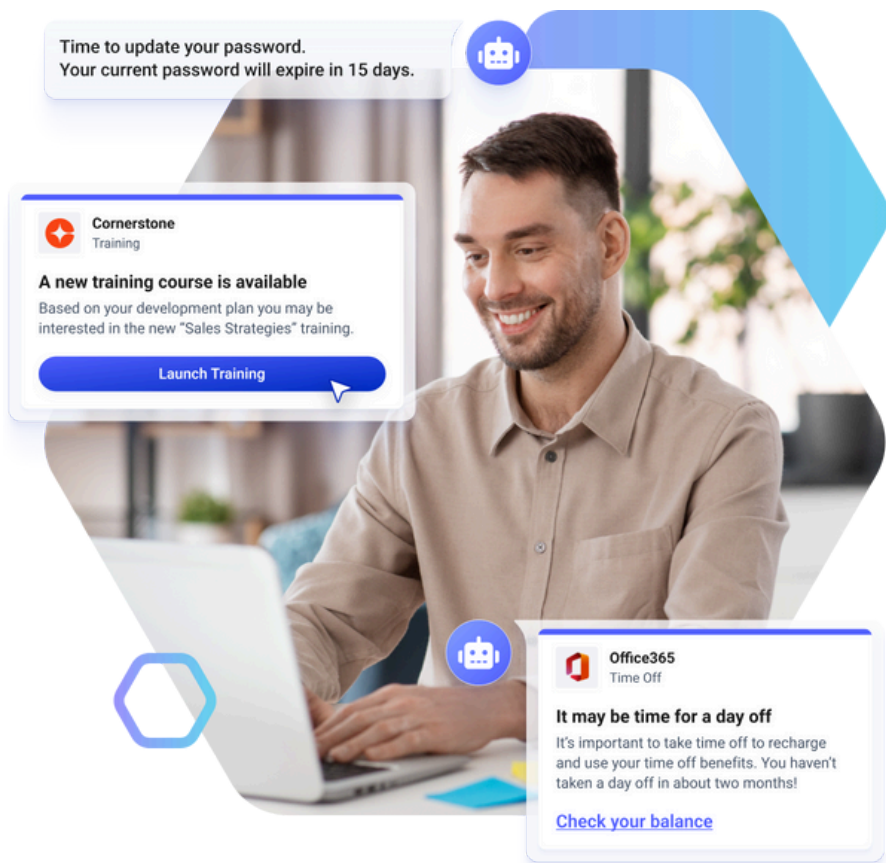 Time to update your password.
Your current password will expire in 15 days.
Cornerstone
Training
A new training course is available
Based on your development plan you may be
interested in the new “Sales Strategies” training.
Launch Training
Office365
Time Off
It may be time for a day off
It’s important to take time off to recharge
and use your time off benefits. You haven’t
taken a day off in about two months!
Check your balance